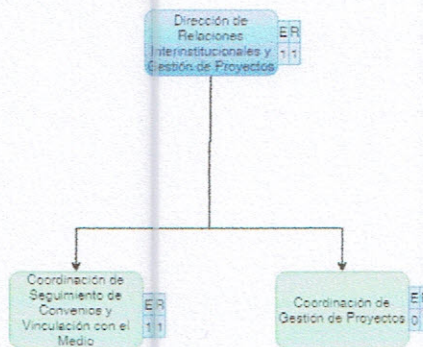 Dirección de
Relaciones
Interinstitucionales y
Gestión de Proyectos
E R
1 1
Coordinación de
Seguimiento de
Convenios y
Vinculación con el
Medio
E R
1 1
Coordinación de
Gestión de Proyectos
E
0